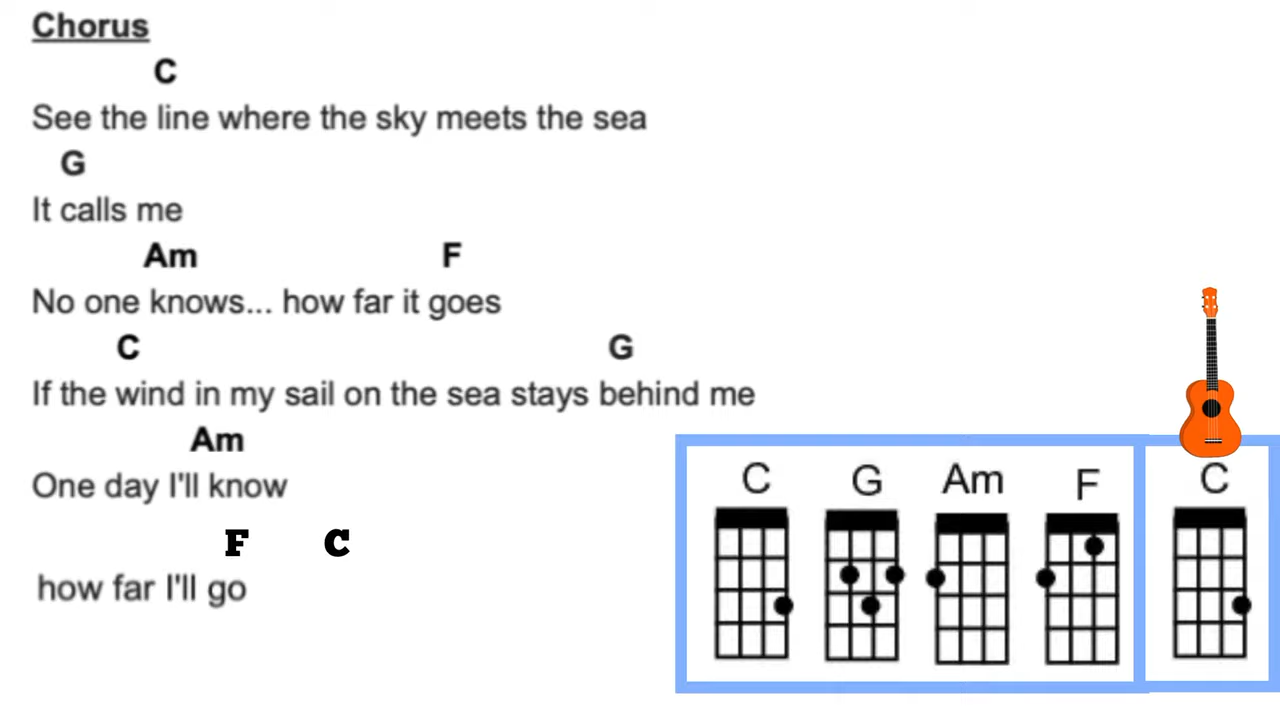 Chorus
C
See the line where the sky meets the sea
G
It calls me
Am F
No one knows... how far it goes
C G
If the wind in my sail on the sea stays behind me
Am
One day I'll know
F C
how far I'll go
C G Am F C